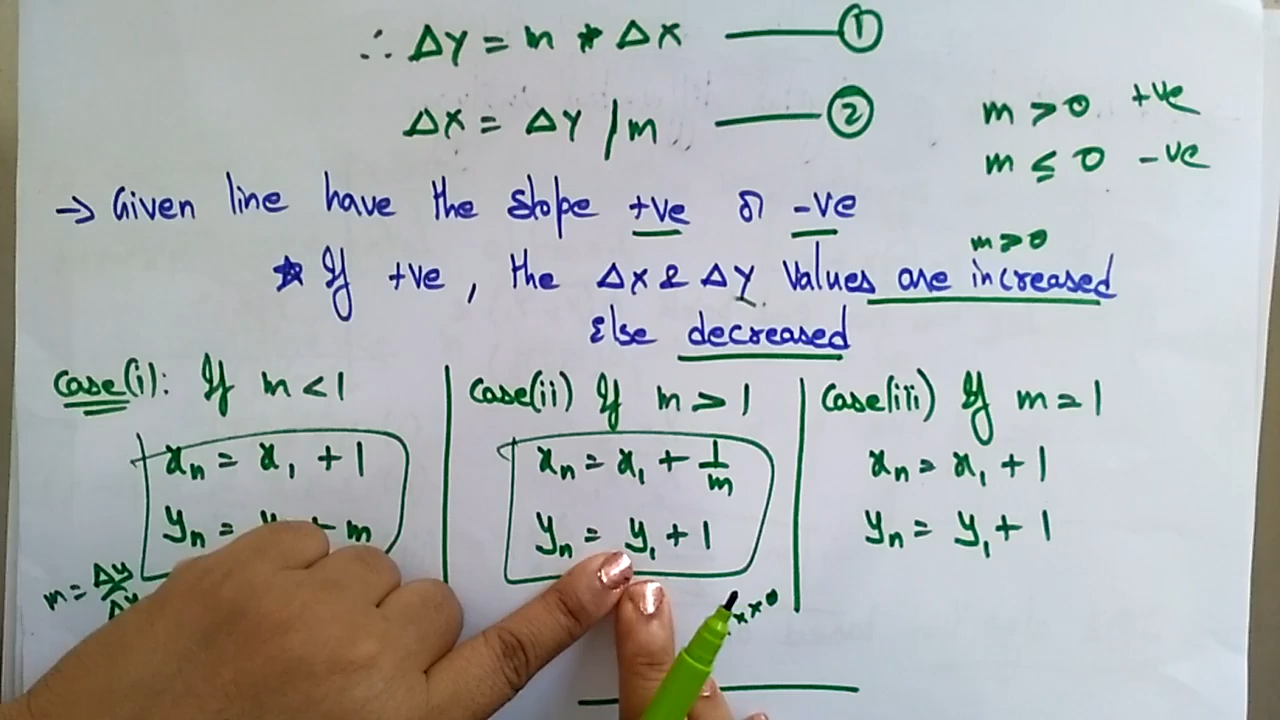 ∴ ΔY = m * ΔX —— ①
ΔX = ΔY / m —— ②
m > 0 +ve
m ≤ 0 -ve
→ Given line have the slope +ve or -ve
m > 0
* If +ve, the ΔX & ΔY values are increased
Else decreased
Case(i): If m < 1
xₙ = x₁ + 1
yₙ = + m
m = Δy
Case(ii) If m > 1
xₙ = x₁ + 1/m
yₙ = y₁ + 1
Case(iii) If m = 1
xₙ = x₁ + 1
yₙ = y₁ + 1